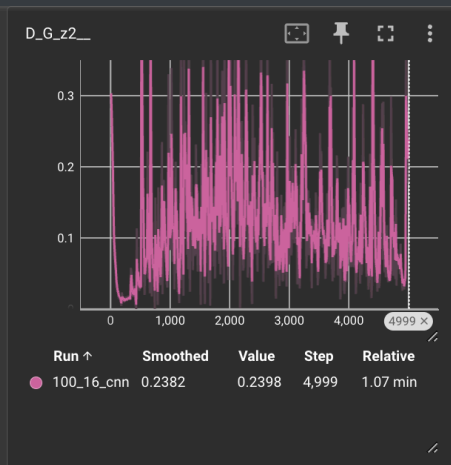 D_G_z2__
0.3
0.2
0.1
0
0 1,000 2,000 3,000 4,000 4999 ×
Run ↑ Smoothed Value Step Relative
100_16_cnn 0.2382 0.2398 4,999 1.07 min